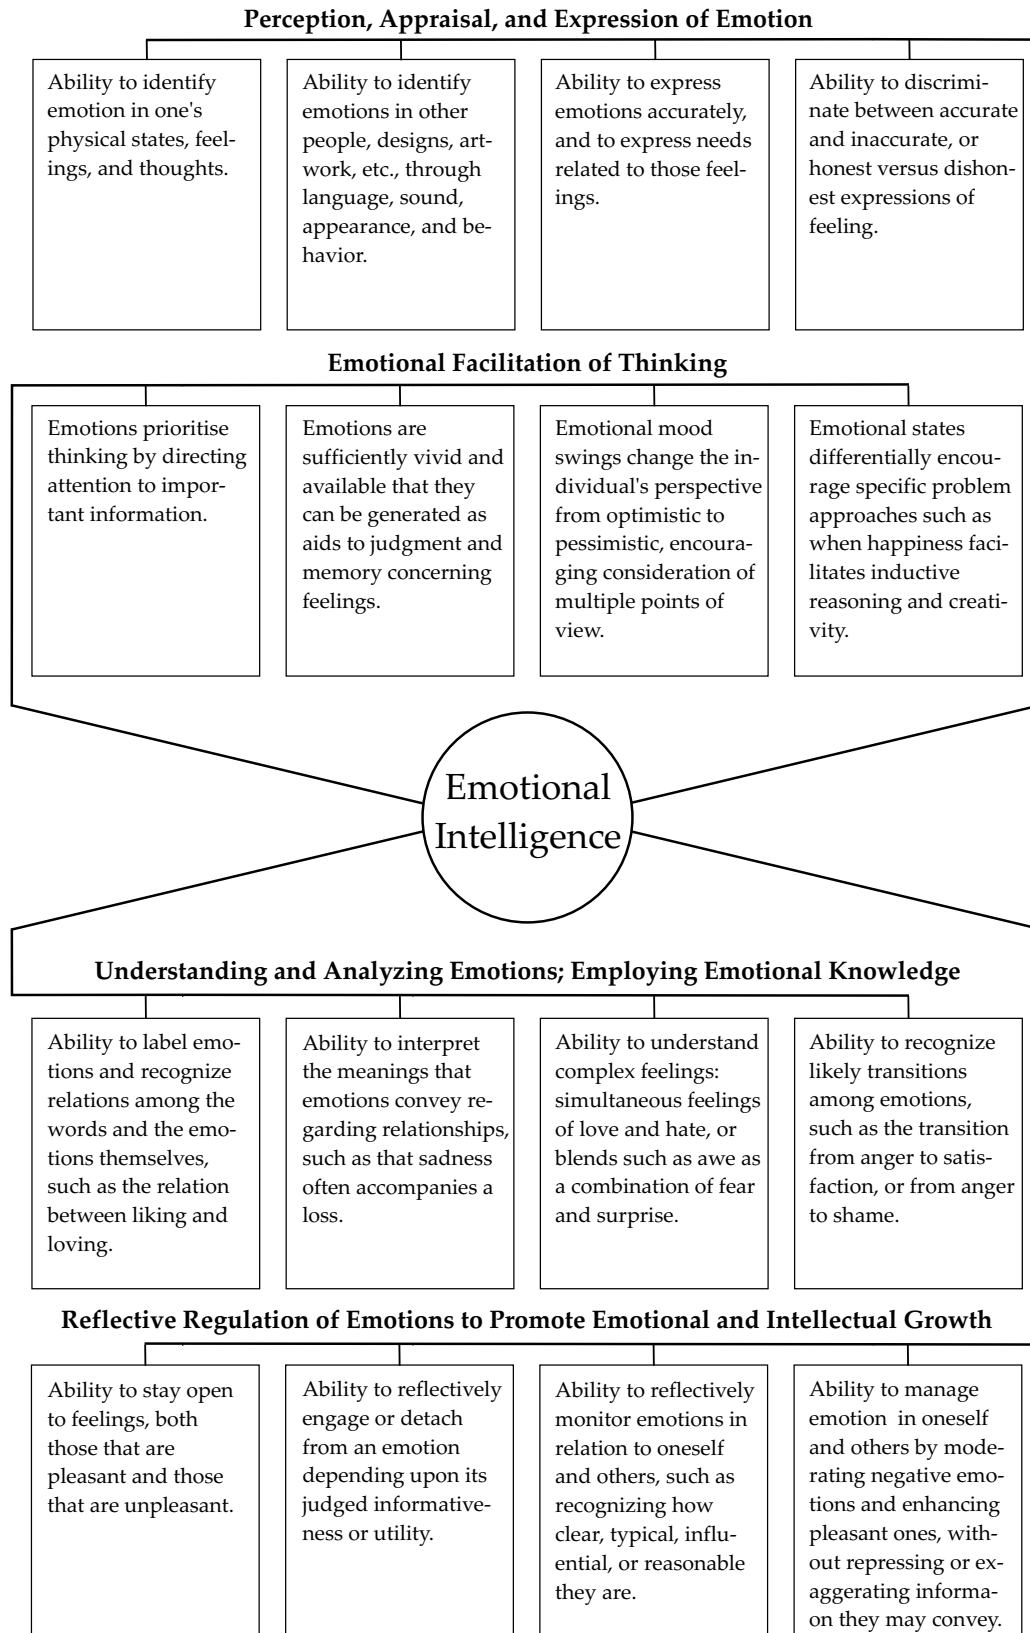 Perception, Appraisal, and Expression of Emotion
Ability to identify
emotion in one's
physical states, feel-
ings, and thoughts.
Ability to identify
emotions in other
people, designs, art-
work, etc., through
language, sound,
appearance, and be-
havior.
Ability to express
emotions accurately,
and to express needs
related to those feel-
ings.
Ability to discrimi-
nate between accurate
and inaccurate, or
honest versus dishon-
est expressions of
feeling.
Emotional Facilitation of Thinking
Emotions prioritise
thinking by directing
attention to impor-
tant information.
Emotions are
sufficiently vivid and
available that they
can be generated as
aids to judgment and
memory concerning
feelings.
Emotional mood
swings change the in-
dividual's perspective
from optimistic to
pessimistic, encoura-
ging consideration of
multiple points of
view.
Emotional states
differentially encou-
rage specific problem
approaches such as
when happiness faci-
litates inductive
reasoning and creati-
vity.
Emotional
Intelligence
Understanding and Analyzing Emotions; Employing Emotional Knowledge
Ability to label emo-
tions and recognize
relations among the
words and the emo-
tions themselves,
such as the relation
between liking and
loving.
Ability to interpret
the meanings that
emotions convey re-
garding relationships,
such as that sadness
often accompanies a
loss.
Ability to understand
complex feelings:
simultaneous feelings
of love and hate, or
blends such as awe as
a combination of fear
and surprise.
Ability to recognize
likely transitions
among emotions,
such as the transition
from anger to satis-
faction, or from anger
to shame.
Reflective Regulation of Emotions to Promote Emotional and Intellectual Growth
Ability to stay open
to feelings, both
those that are
pleasant and those
that are unpleasant.
Ability to reflectively
engage or detach
from an emotion
depending upon its
judged informative-
ness or utility.
Ability to reflectively
monitor emotions in
relation to oneself
and others, such as
recognizing how
clear, typical, influ-
ential, or reasonable
they are.
Ability to manage
emotion in oneself
and others by mode-
rating negative emo-
tions and enhancing
pleasant ones, with-
out repressing or ex-
aggerating informa-
on they may convey.